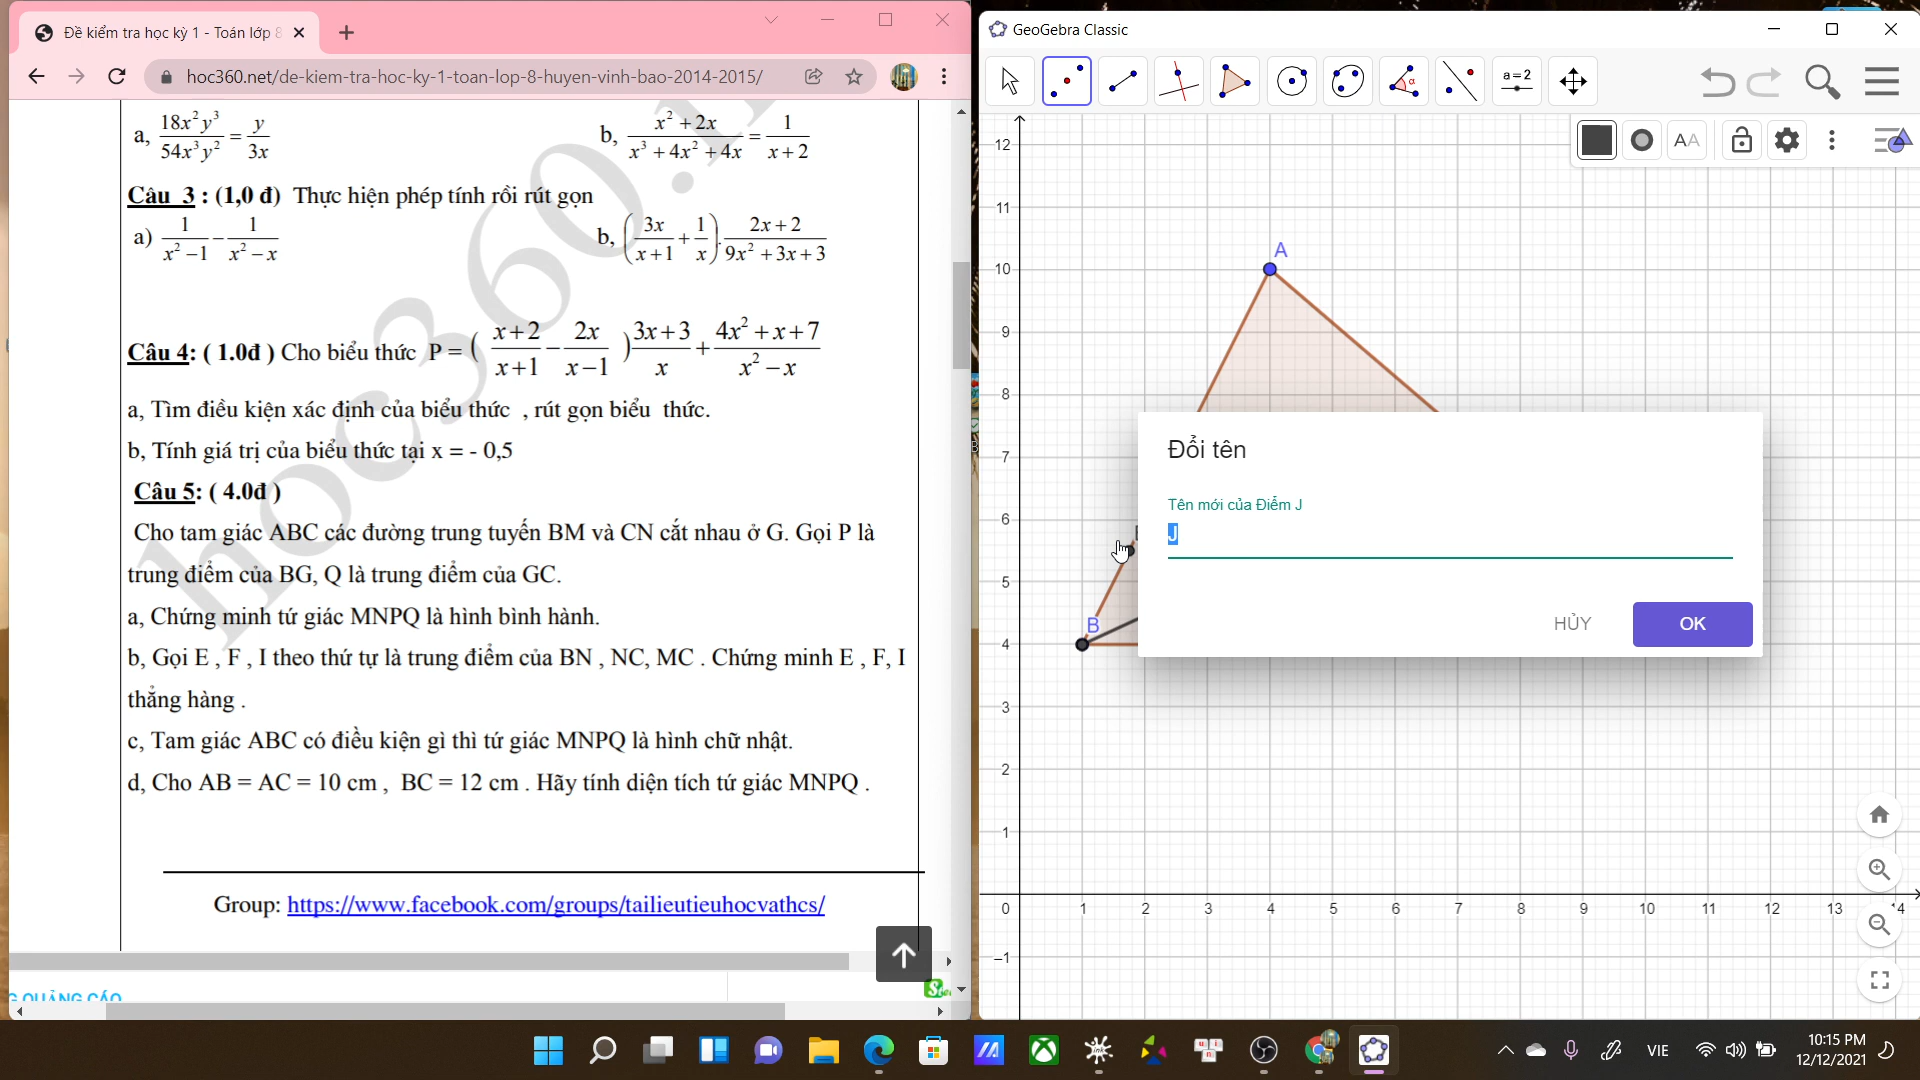 Đề kiểm tra học kỳ 1 - Toán lớp 8
hoc360.net/de-kiem-tra-hoc-ky-1-toan-lop-8-huyen-vinh-bao-2014-2015/
a, 18x²y³/54x³y² = y/3x
b, x² + 2x/x³ + 4x² + 4x = 1/x + 2
Câu 3 : (1,0 đ) Thực hiện phép tính rồi rút gọn
a) 1/x² − 1 − 1/x² − x
b, (3x/x + 1 + 1/x) . 2x + 2/9x² + 3x + 3
Câu 4: ( 1.0đ ) Cho biểu thức P = ( x + 2/x + 1 − 2x/x − 1 ) 3x + 3/x + 4x² + x + 7/x² − x
a, Tìm điều kiện xác định của biểu thức , rút gọn biểu thức.
b, Tính giá trị của biểu thức tại x = - 0,5
Câu 5: ( 4.0đ )
Cho tam giác ABC các đường trung tuyến BM và CN cắt nhau ở G. Gọi P là
trung điểm của BG, Q là trung điểm của GC.
a, Chứng minh tứ giác MNPQ là hình bình hành.
b, Gọi E , F , I theo thứ tự là trung điểm của BN , NC, MC . Chứng minh E , F, I
thẳng hàng .
c, Tam giác ABC có điều kiện gì thì tứ giác MNPQ là hình chữ nhật.
d, Cho AB = AC = 10 cm , BC = 12 cm . Hãy tính diện tích tứ giác MNPQ .
Group: https://www.facebook.com/groups/tailieutieuhocvathcs/
QUẢNG CÁO
GeoGebra Classic
a=2
AA
12
11
10
9
8
7
6
5
4
3
2
1
−1
A
B
Đổi tên
Tên mới của Điểm J
J
HỦY
OK
0 1 2 3 4 5 6 7 8 9 10 11 12 13 14
VIE
10:15 PM
12/12/2021